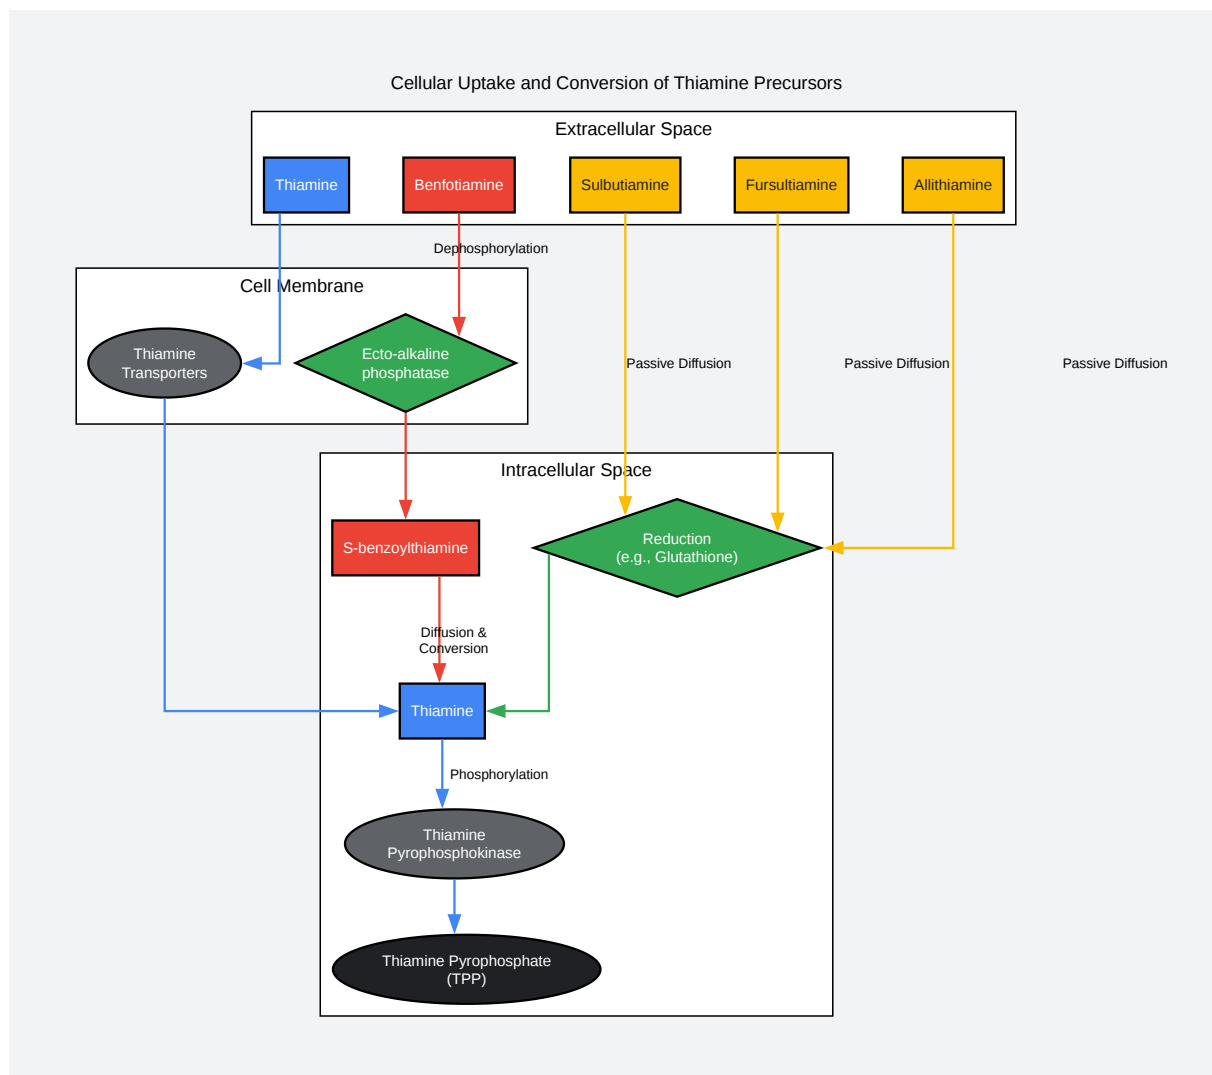 Cellular Uptake and Conversion of Thiamine Precursors
Extracellular Space
Thiamine
Benfotiamine
Sulbutiamine
Fursultiamine
Allithiamine
Dephosphorylation
Cell Membrane
Thiamine
Transporters
Ecto-alkaline
phosphatase
Passive Diffusion
Passive Diffusion
Passive Diffusion
Intracellular Space
S-benzoylthiamine
Reduction
(e.g., Glutathione)
Diffusion &
Conversion
Thiamine
Phosphorylation
Thiamine
Pyrophosphokinase
Thiamine Pyrophosphate
(TPP)